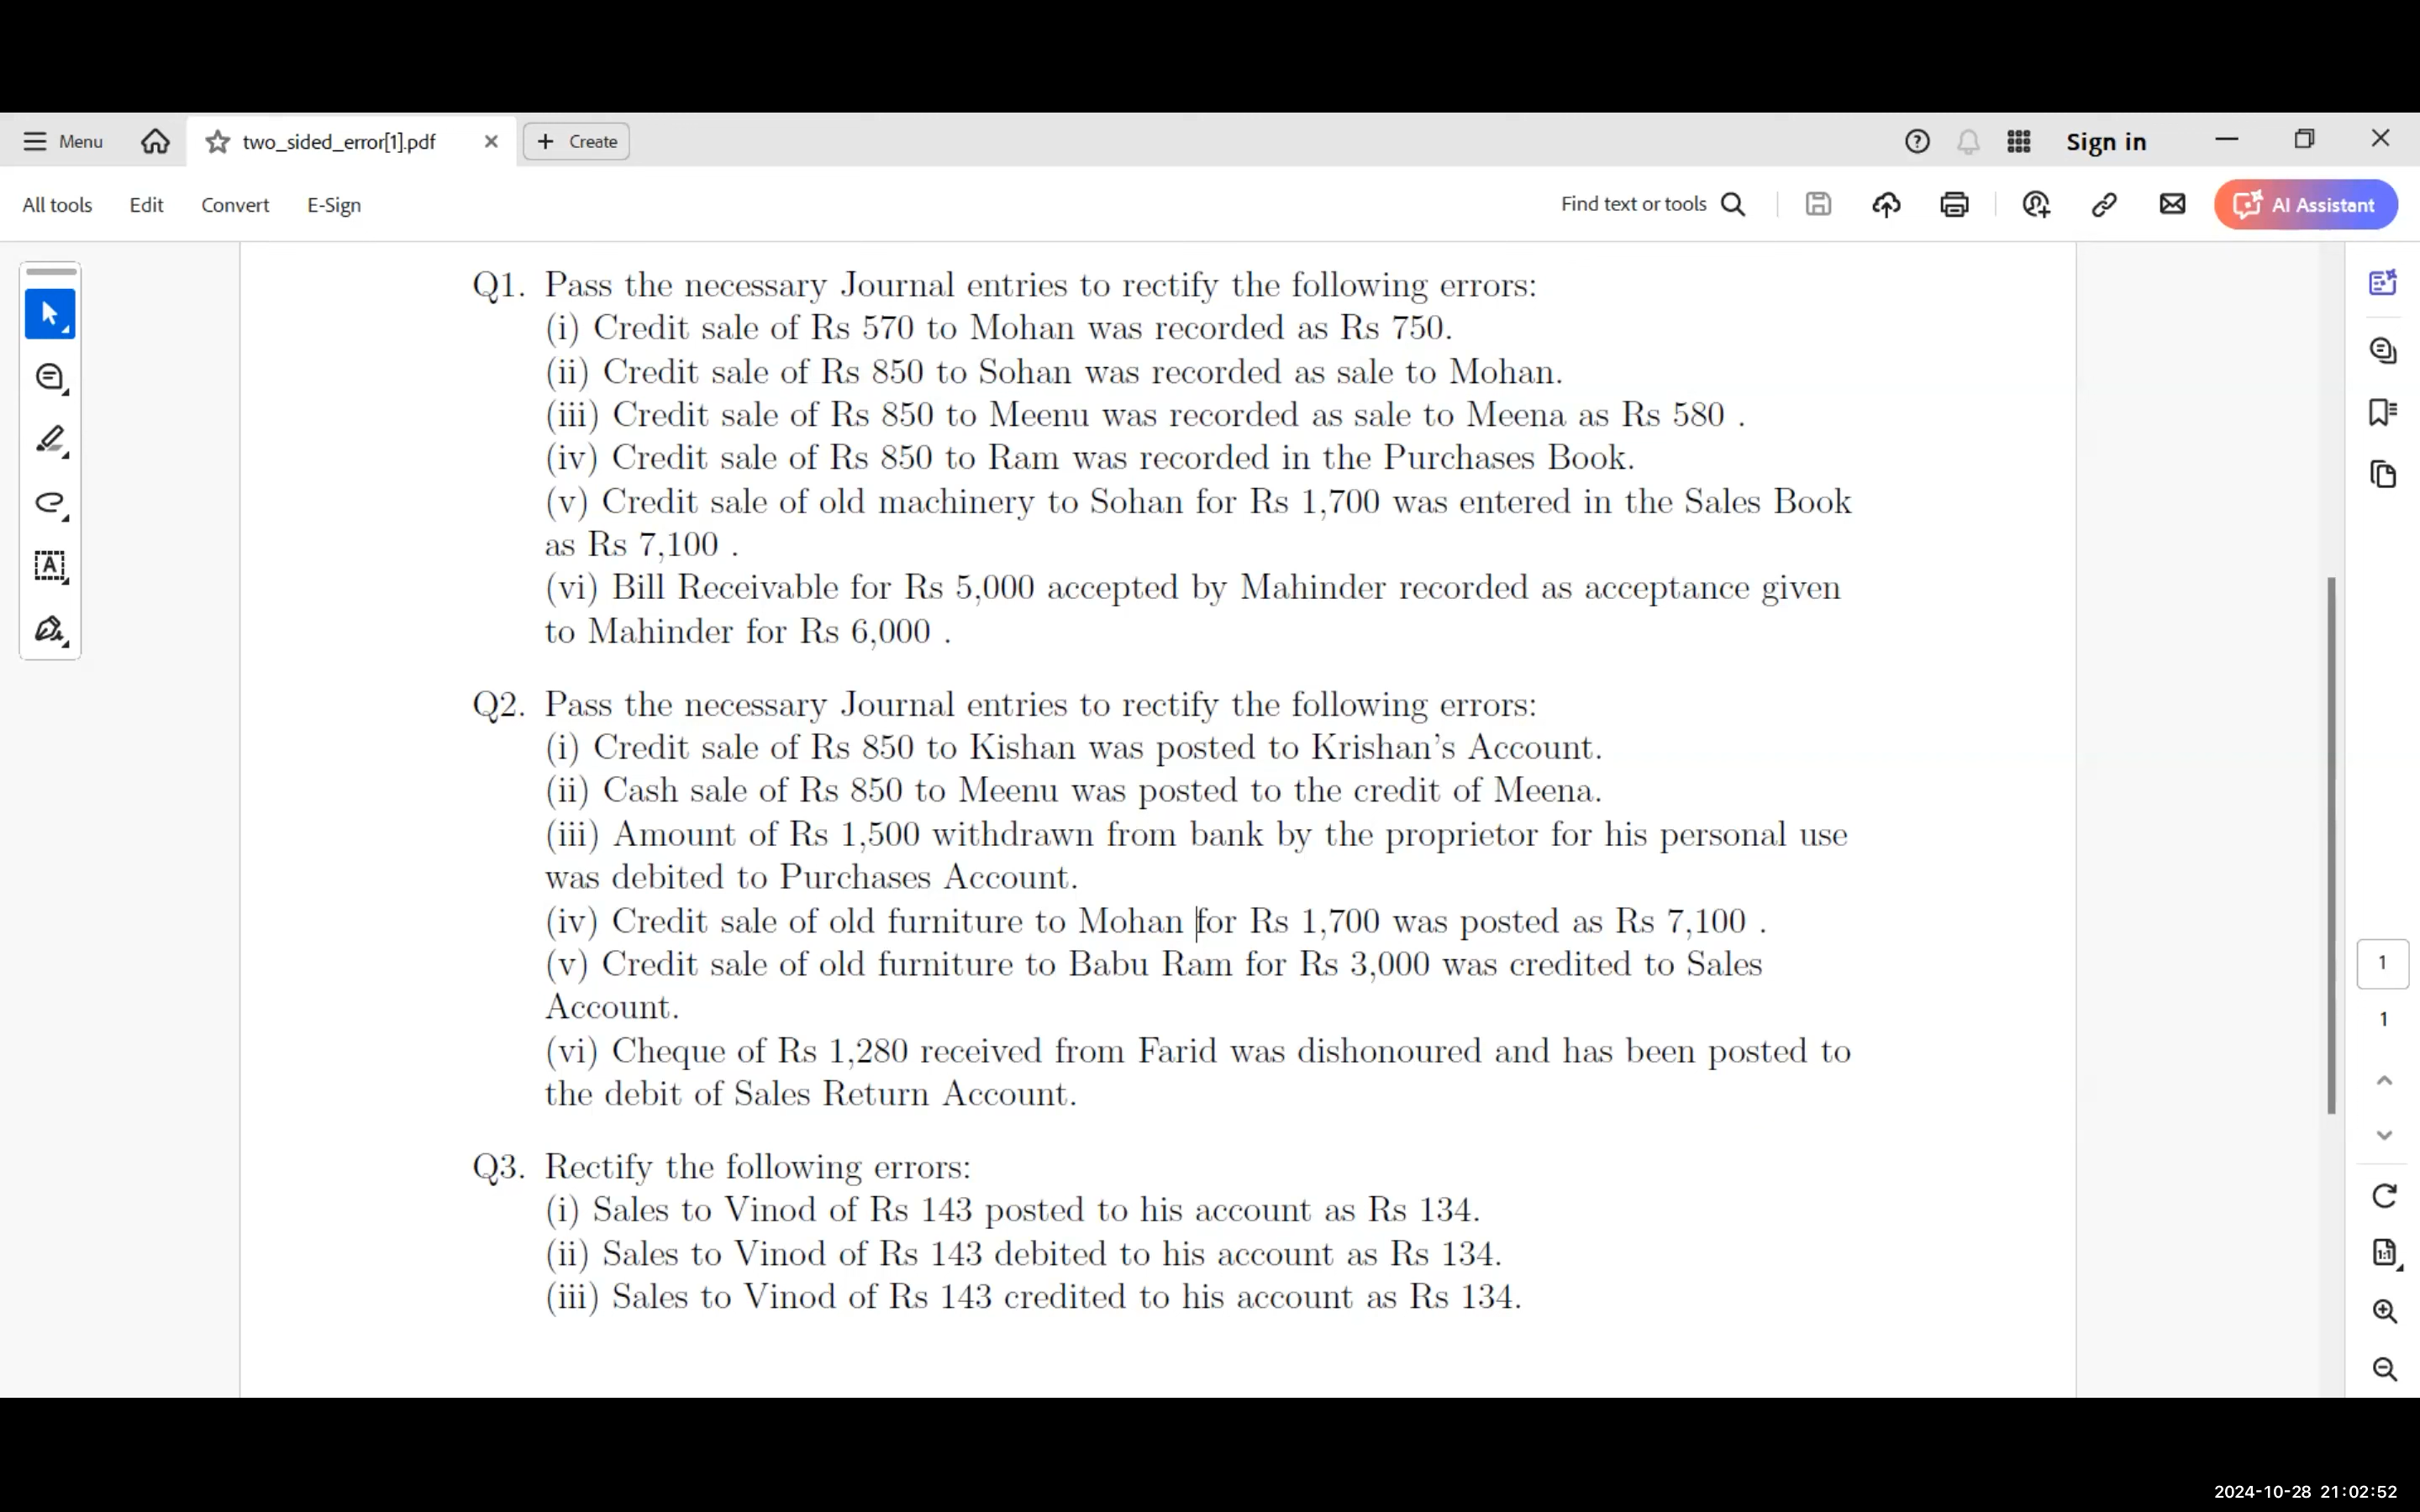 Menu
two_sided_error[1].pdf
Create
Sign in
All tools
Edit
Convert
E-Sign
Find text or tools
AI Assistant
Q1. Pass the necessary Journal entries to rectify the following errors:
(i) Credit sale of Rs 570 to Mohan was recorded as Rs 750.
(ii) Credit sale of Rs 850 to Sohan was recorded as sale to Mohan.
(iii) Credit sale of Rs 850 to Meenu was recorded as sale to Meena as Rs 580 .
(iv) Credit sale of Rs 850 to Ram was recorded in the Purchases Book.
(v) Credit sale of old machinery to Sohan for Rs 1,700 was entered in the Sales Book
as Rs 7,100 .
(vi) Bill Receivable for Rs 5,000 accepted by Mahinder recorded as acceptance given
to Mahinder for Rs 6,000 .
Q2. Pass the necessary Journal entries to rectify the following errors:
(i) Credit sale of Rs 850 to Kishan was posted to Krishan's Account.
(ii) Cash sale of Rs 850 to Meenu was posted to the credit of Meena.
(iii) Amount of Rs 1,500 withdrawn from bank by the proprietor for his personal use
was debited to Purchases Account.
(iv) Credit sale of old furniture to Mohan for Rs 1,700 was posted as Rs 7,100 .
(v) Credit sale of old furniture to Babu Ram for Rs 3,000 was credited to Sales
Account.
(vi) Cheque of Rs 1,280 received from Farid was dishonoured and has been posted to
the debit of Sales Return Account.
Q3. Rectify the following errors:
(i) Sales to Vinod of Rs 143 posted to his account as Rs 134.
(ii) Sales to Vinod of Rs 143 debited to his account as Rs 134.
(iii) Sales to Vinod of Rs 143 credited to his account as Rs 134.
1
1
1:1
2024-10-28 21:02:52